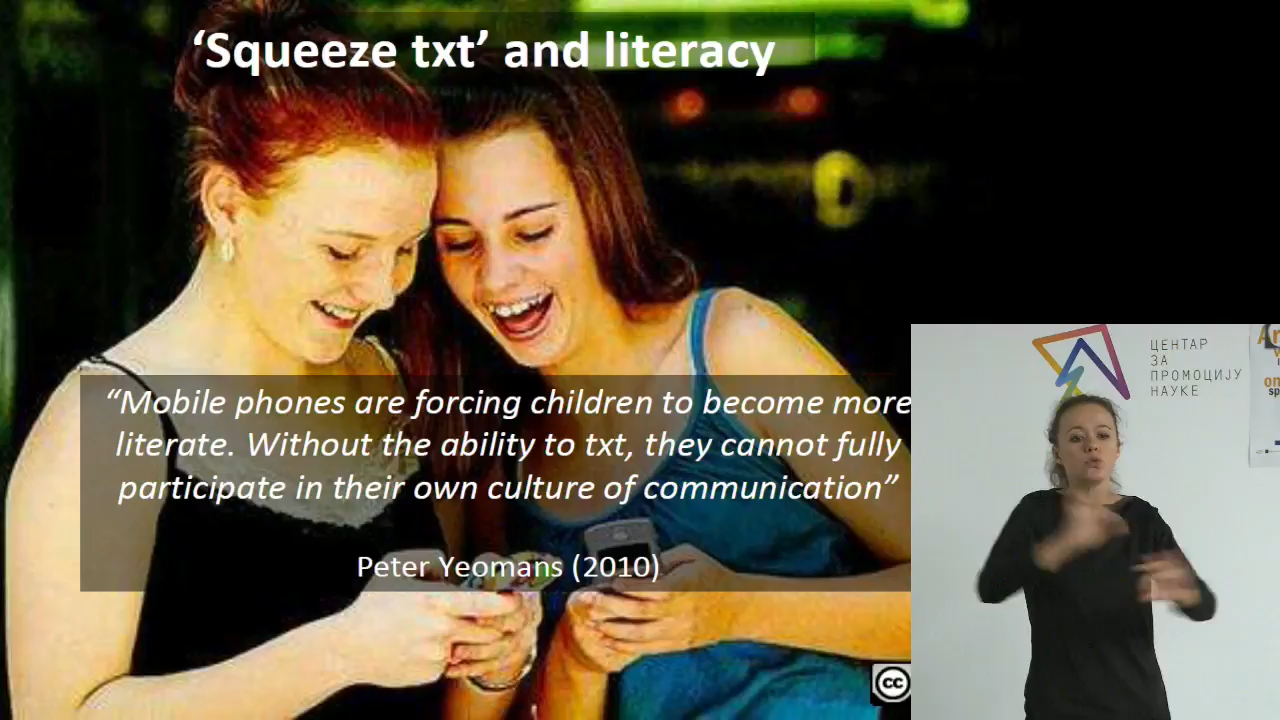 ‘Squeeze txt’ and literacy
“Mobile phones are forcing children to become more
literate. Without the ability to txt, they cannot fully
participate in their own culture of communication”
Peter Yeomans (2010)
cc
ЦЕНТАР
ЗА
ПРОМОЦИЈУ
НАУКЕ